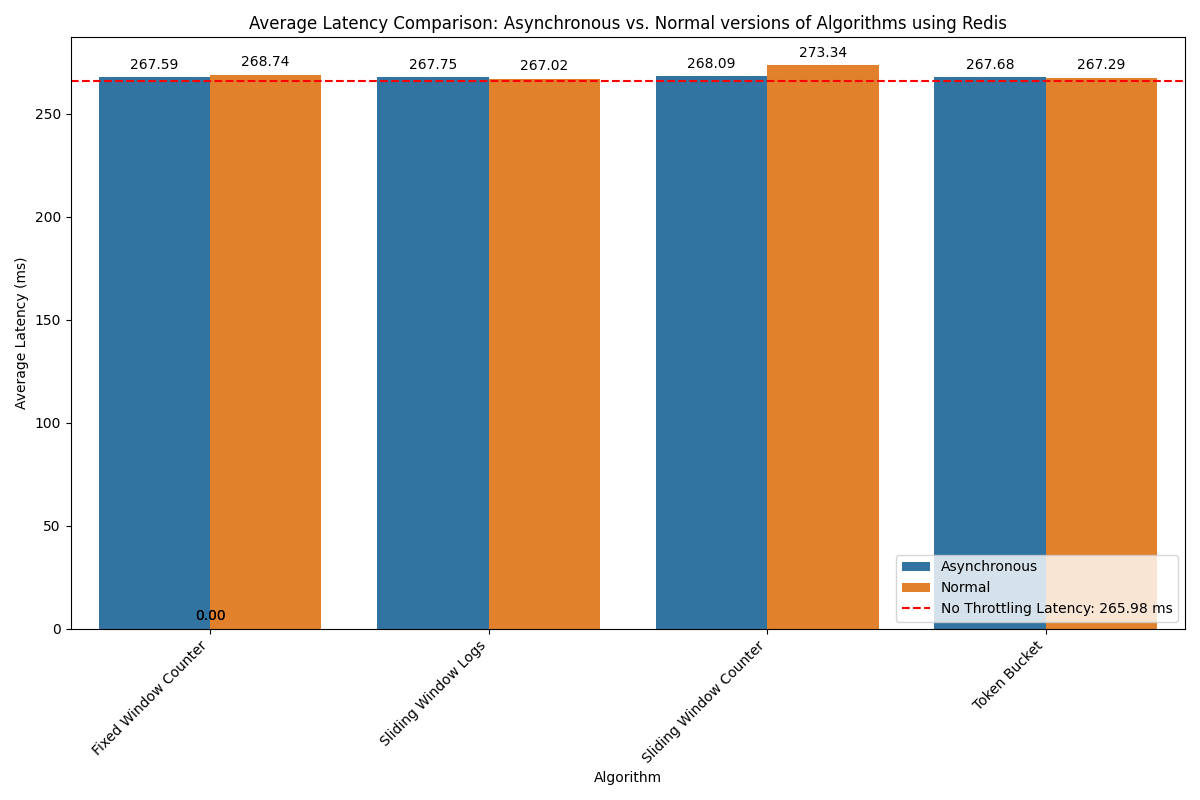 Average Latency Comparison: Asynchronous vs. Normal versions of Algorithms using Redis
267.59
268.74
267.75
267.02
268.09
273.34
267.68
267.29
250
200
150
100
50
0
Average Latency (ms)
0.00
Asynchronous
Normal
No Throttling Latency: 265.98 ms
Fixed Window Counter
Sliding Window Logs
Sliding Window Counter
Token Bucket
Algorithm